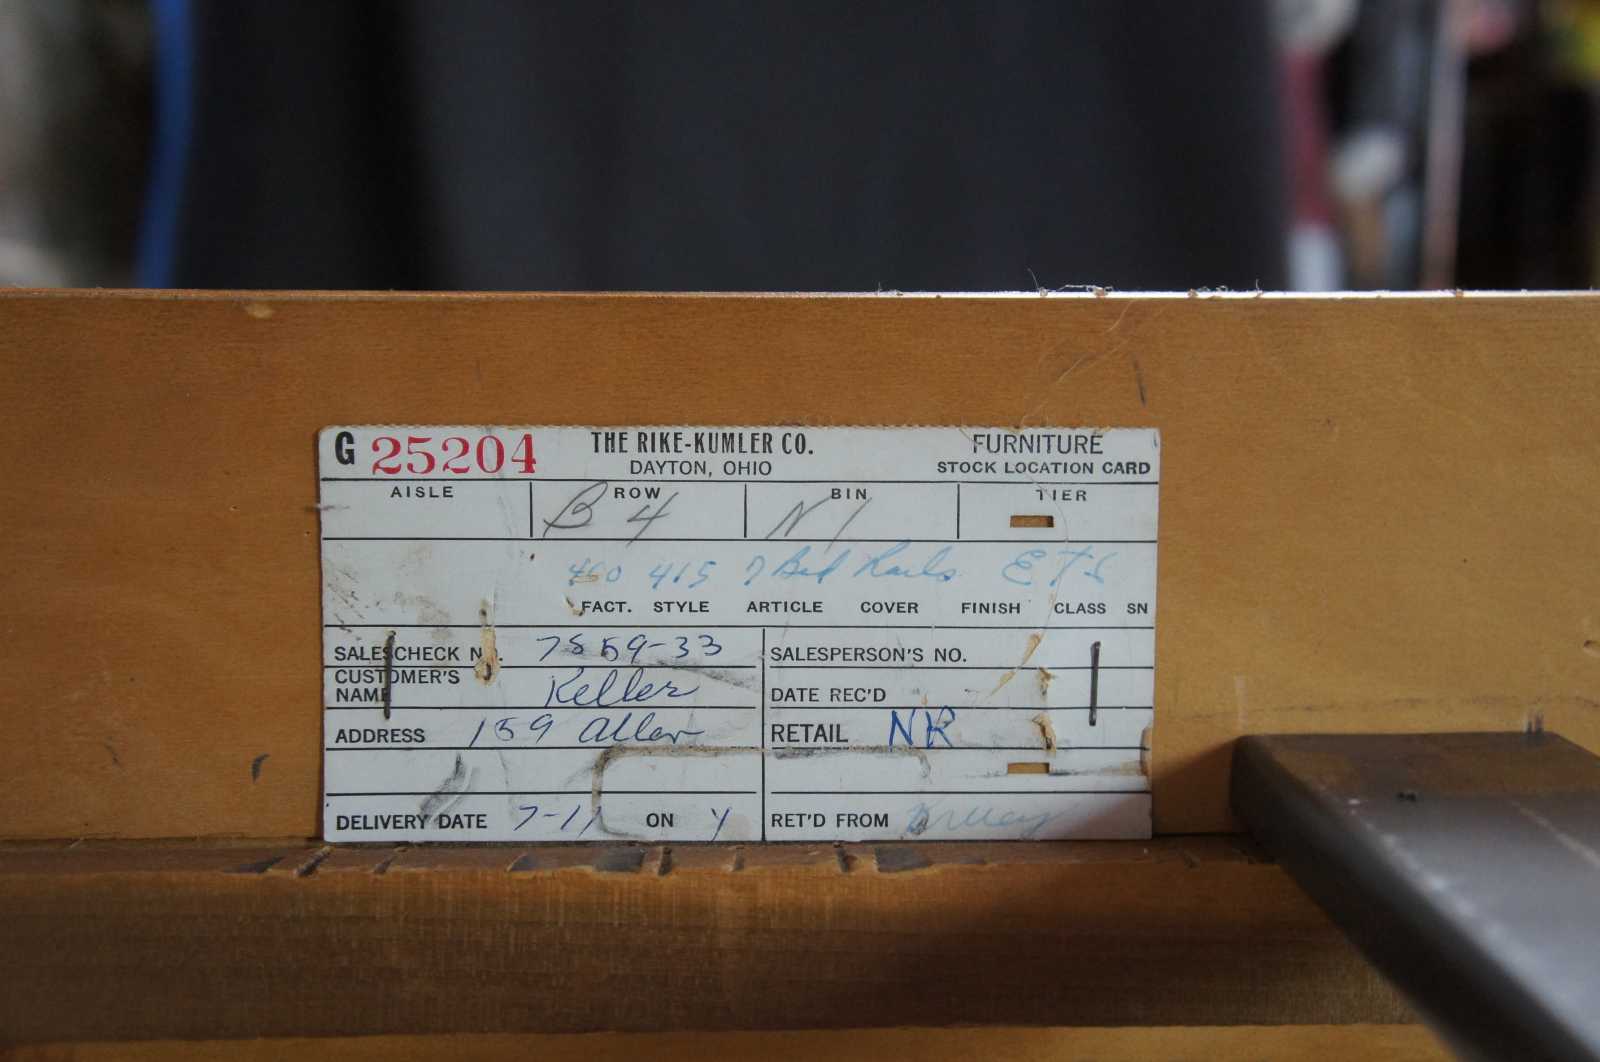 G 25204 THE RIKE-KUMLER CO. FURNITURE
DAYTON, OHIO STOCK LOCATION CARD
AISLE ROW BIN TIER
B 4 N 1
460 415 Bed Rails
FACT. STYLE ARTICLE COVER FINISH CLASS SN
SALESCHECK NO. 7859-33 SALESPERSON'S NO.
CUSTOMER'S NAME Keller DATE REC'D
ADDRESS 159 Allen RETAIL NR
DELIVERY DATE 7-11 ON Y RET'D FROM